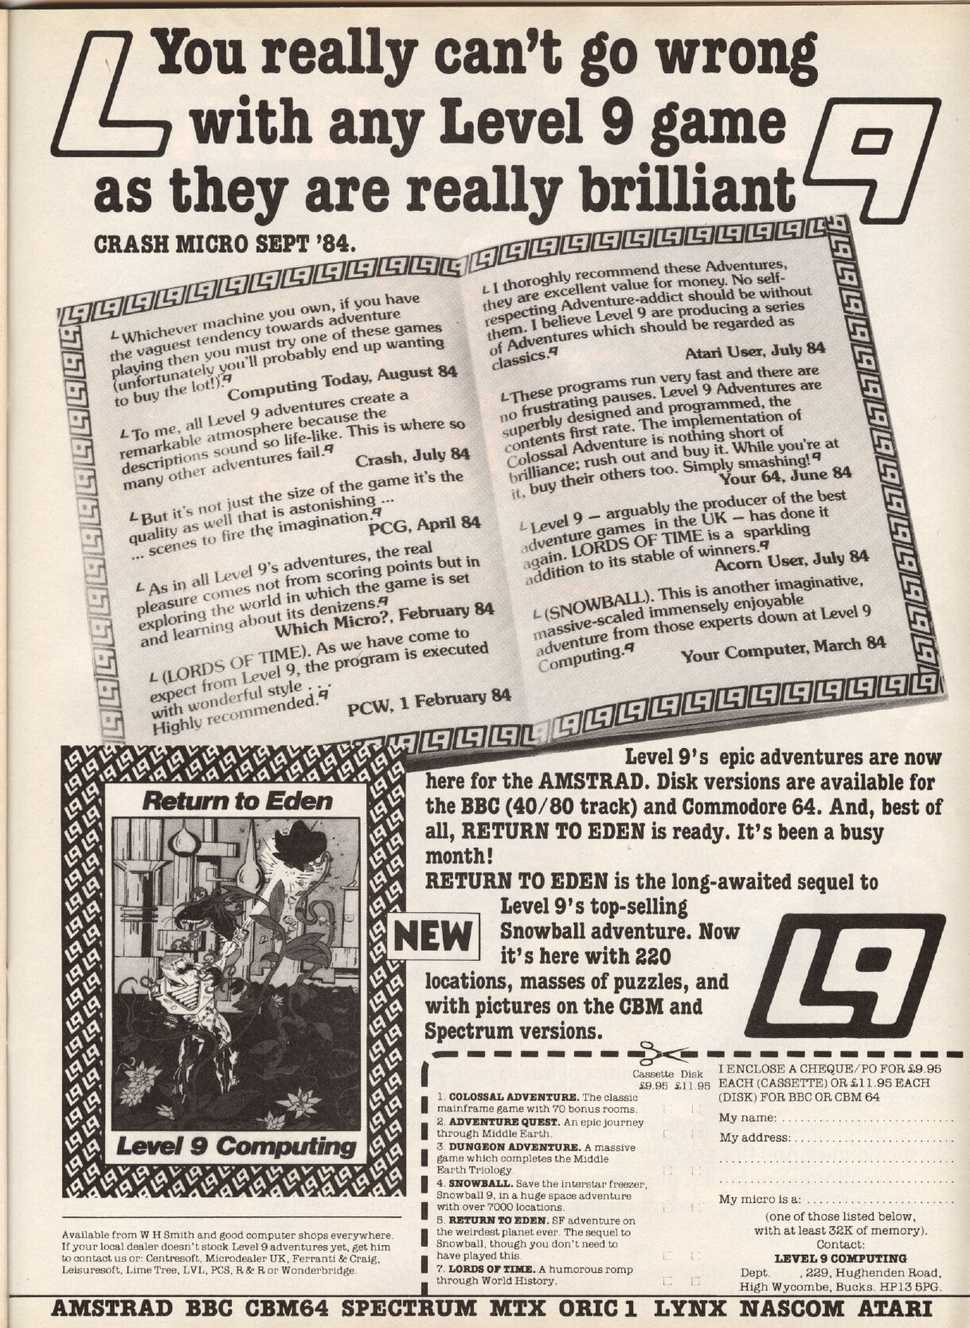 You really can't go wrong
with any Level 9 game
as they are really brilliant
CRASH MICRO SEPT '84.
Whichever machine you own, if you have
the vaguest tendency towards adventure
playing then you must try one of these games
(unfortunately you'll probably end up wanting
to buy the lot!).
Computing Today, August 84
To me, all Level 9 adventures create a
remarkable atmosphere because the
descriptions sound so life-like. This is where so
many other adventures fail.
Crash, July 84
But it's not just the size of the game it's the
quality as well that is astonishing ...
... scenes to fire the imagination.
PCG, April 84
As in all Level 9's adventures, the real
pleasure comes not from scoring points but in
exploring the world in which the game is set
and learning about its denizens.
Which Micro?, February 84
(LORDS OF TIME). As we have come to
expect from Level 9, the program is executed
with wonderful style . . .
Highly recommended.
PCW, 1 February 84
I thoroghly recommend these Adventures,
they are excellent value for money. No self-
respecting Adventure-addict should be without
them. I believe Level 9 are producing a series
of Adventures which should be regarded as
classics.
Atari User, July 84
These programs run very fast and there are
no frustrating pauses. Level 9 Adventures are
superbly designed and programmed, the
contents first rate. The implementation of
Colossal Adventure is nothing short of
brilliance; rush out and buy it. While you're at
it, buy their others too. Simply smashing!
Your 64, June 84
Level 9 – arguably the producer of the best
adventure games in the UK – has done it
again. LORDS OF TIME is a sparkling
addition to its stable of winners.
Acorn User, July 84
(SNOWBALL). This is another imaginative,
massive-scaled immensely enjoyable
adventure from those experts down at Level 9
Computing.
Your Computer, March 84
Return to Eden
Level 9 Computing
Level 9's epic adventures are now
here for the AMSTRAD. Disk versions are available for
the BBC (40/80 track) and Commodore 64. And, best of
all, RETURN TO EDEN is ready. It's been a busy
month!
RETURN TO EDEN is the long-awaited sequel to
Level 9's top-selling
Snowball adventure. Now
it's here with 220
locations, masses of puzzles, and
with pictures on the CBM and
Spectrum versions.
NEW
L9
Cassette Disk
£9.95 £11.95
1. COLOSSAL ADVENTURE. The classic
mainframe game with 70 bonus rooms.
2. ADVENTURE QUEST. An epic journey
through Middle Earth.
3. DUNGEON ADVENTURE. A massive
game which completes the Middle
Earth Triology.
4. SNOWBALL. Save the interstar freezer,
Snowball 9, in a huge space adventure
with over 7000 locations.
5. RETURN TO EDEN. SF adventure on
the weirdest planet ever. The sequel to
Snowball, though you don't need to
have played this.
7. LORDS OF TIME. A humorous romp
through World History.
I ENCLOSE A CHEQUE/PO FOR £9.95
EACH (CASSETTE) OR £11.95 EACH
(DISK) FOR BBC OR CBM 64
My name:
My address:
My micro is a:
(one of those listed below,
with at least 32K of memory).
Contact:
LEVEL 9 COMPUTING
Dept. , 229, Hughenden Road,
High Wycombe, Bucks. HP13 5PG.
Available from W H Smith and good computer shops everywhere.
If your local dealer doesn't stock Level 9 adventures yet, get him
to contact us or: Centresoft, Microdealer UK, Ferranti & Craig,
Leisuresoft, Lime Tree, LVL, PCS, R & R or Wonderbridge.
AMSTRAD BBC CBM64 SPECTRUM MTX ORIC 1 LYNX NASCOM ATARI